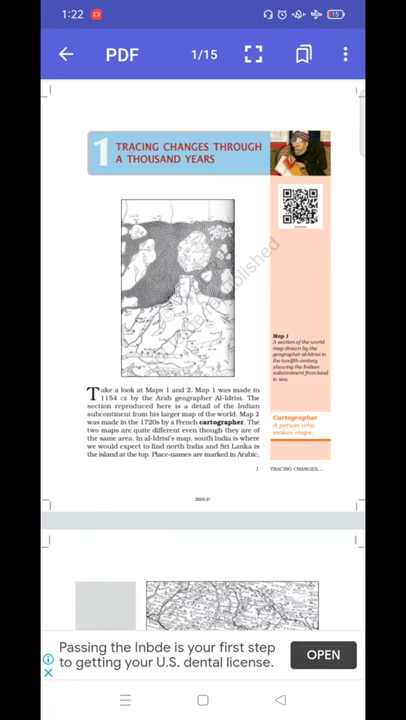 1:22
15
PDF
1/15
1
TRACING CHANGES THROUGH
A THOUSAND YEARS
Map 1
A section of the world
map drawn by the
geographer al-Idrisi in
the twelfth century
showing the Indian
subcontinent from land
to sea.
Take a look at Maps 1 and 2. Map 1 was made in
1154 CE by the Arab geographer Al-Idrisi. The
section reproduced here is a detail of the Indian
subcontinent from his larger map of the world. Map 2
was made in the 1720s by a French cartographer. The
two maps are quite different even though they are of
the same area. In al-Idrisi's map, south India is where
we would expect to find north India and Sri Lanka is
the island at the top. Place-names are marked in Arabic.
Cartographer
A person who
makes maps.
1
TRACING CHANGES...
2020-21
Passing the Inbde is your first step
to getting your U.S. dental license.
OPEN